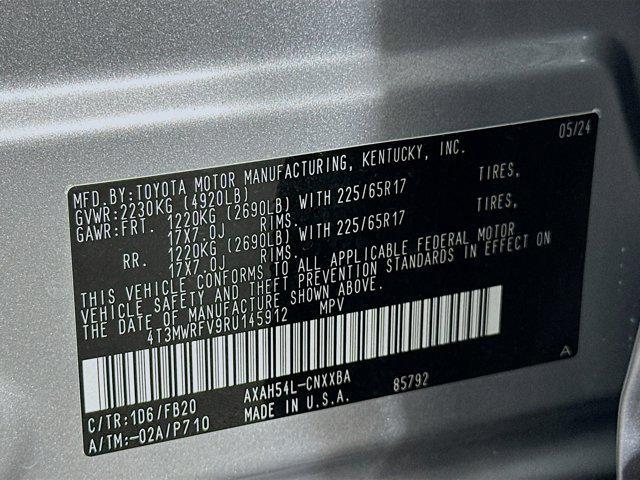 05/24
MFD.BY:TOYOTA MOTOR MANUFACTURING, KENTUCKY, INC.
GVWR:2230KG (4920LB)
GAWR:FRT. 1220KG (2690LB) WITH 225/65R17 TIRES,
17X7.0J RIMS.
RR. 1220KG (2690LB) WITH 225/65R17 TIRES,
17X7.0J RIMS.
THIS VEHICLE CONFORMS TO ALL APPLICABLE FEDERAL MOTOR
VEHICLE SAFETY AND THEFT PREVENTION STANDARDS IN EFFECT ON
THE DATE OF MANUFACTURE SHOWN ABOVE.
4T3MWRFV9RU145912 MPV
A
C/TR:1D6/FB20 AXAH54L-CNXXBA 85792
A/TM:-02A/P710 MADE IN U.S.A.